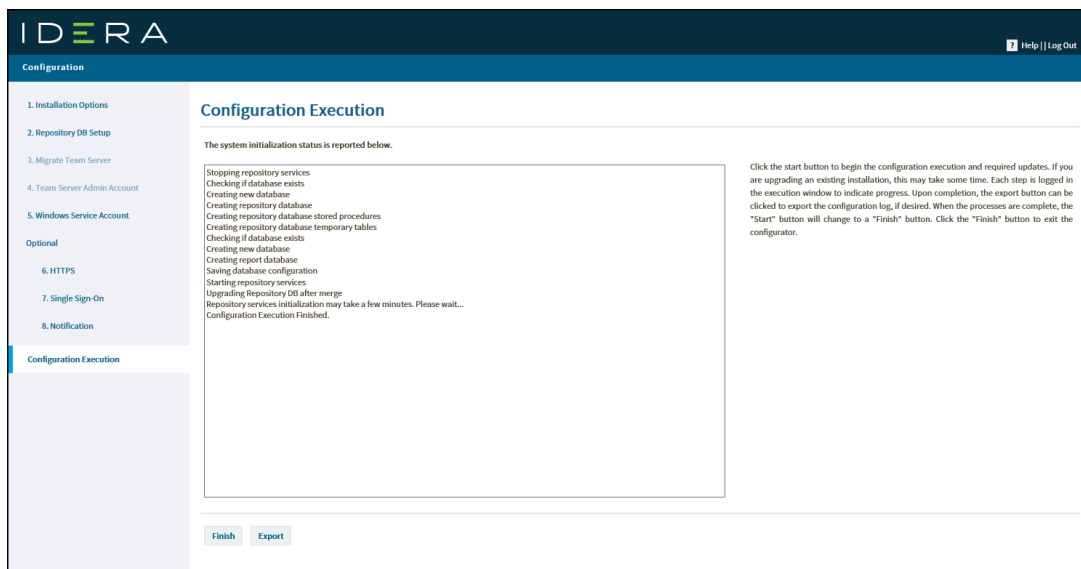 IDERA
? Help || Log Out
Configuration
1. Installation Options
2. Repository DB Setup
3. Migrate Team Server
4. Team Server Admin Account
5. Windows Service Account
Optional
6. HTTPS
7. Single Sign-On
8. Notification
Configuration Execution
Configuration Execution
The system initialization status is reported below.
Stopping repository services
Checking if database exists
Creating new database
Creating repository database
Creating repository database stored procedures
Creating repository database temporary tables
Checking if database exists
Creating new database
Creating report database
Saving database configuration
Starting repository services
Upgrading Repository DB after merge
Repository services initialization may take a few minutes. Please wait...
Configuration Execution Finished.
Click the start button to begin the configuration execution and required updates. If you
are upgrading an existing installation, this may take some time. Each step is logged in
the execution window to indicate progress. Upon completion, the export button can be
clicked to export the configuration log, if desired. When the processes are complete, the
"Start" button will change to a "Finish" button. Click the "Finish" button to exit the
configurator.
Finish Export